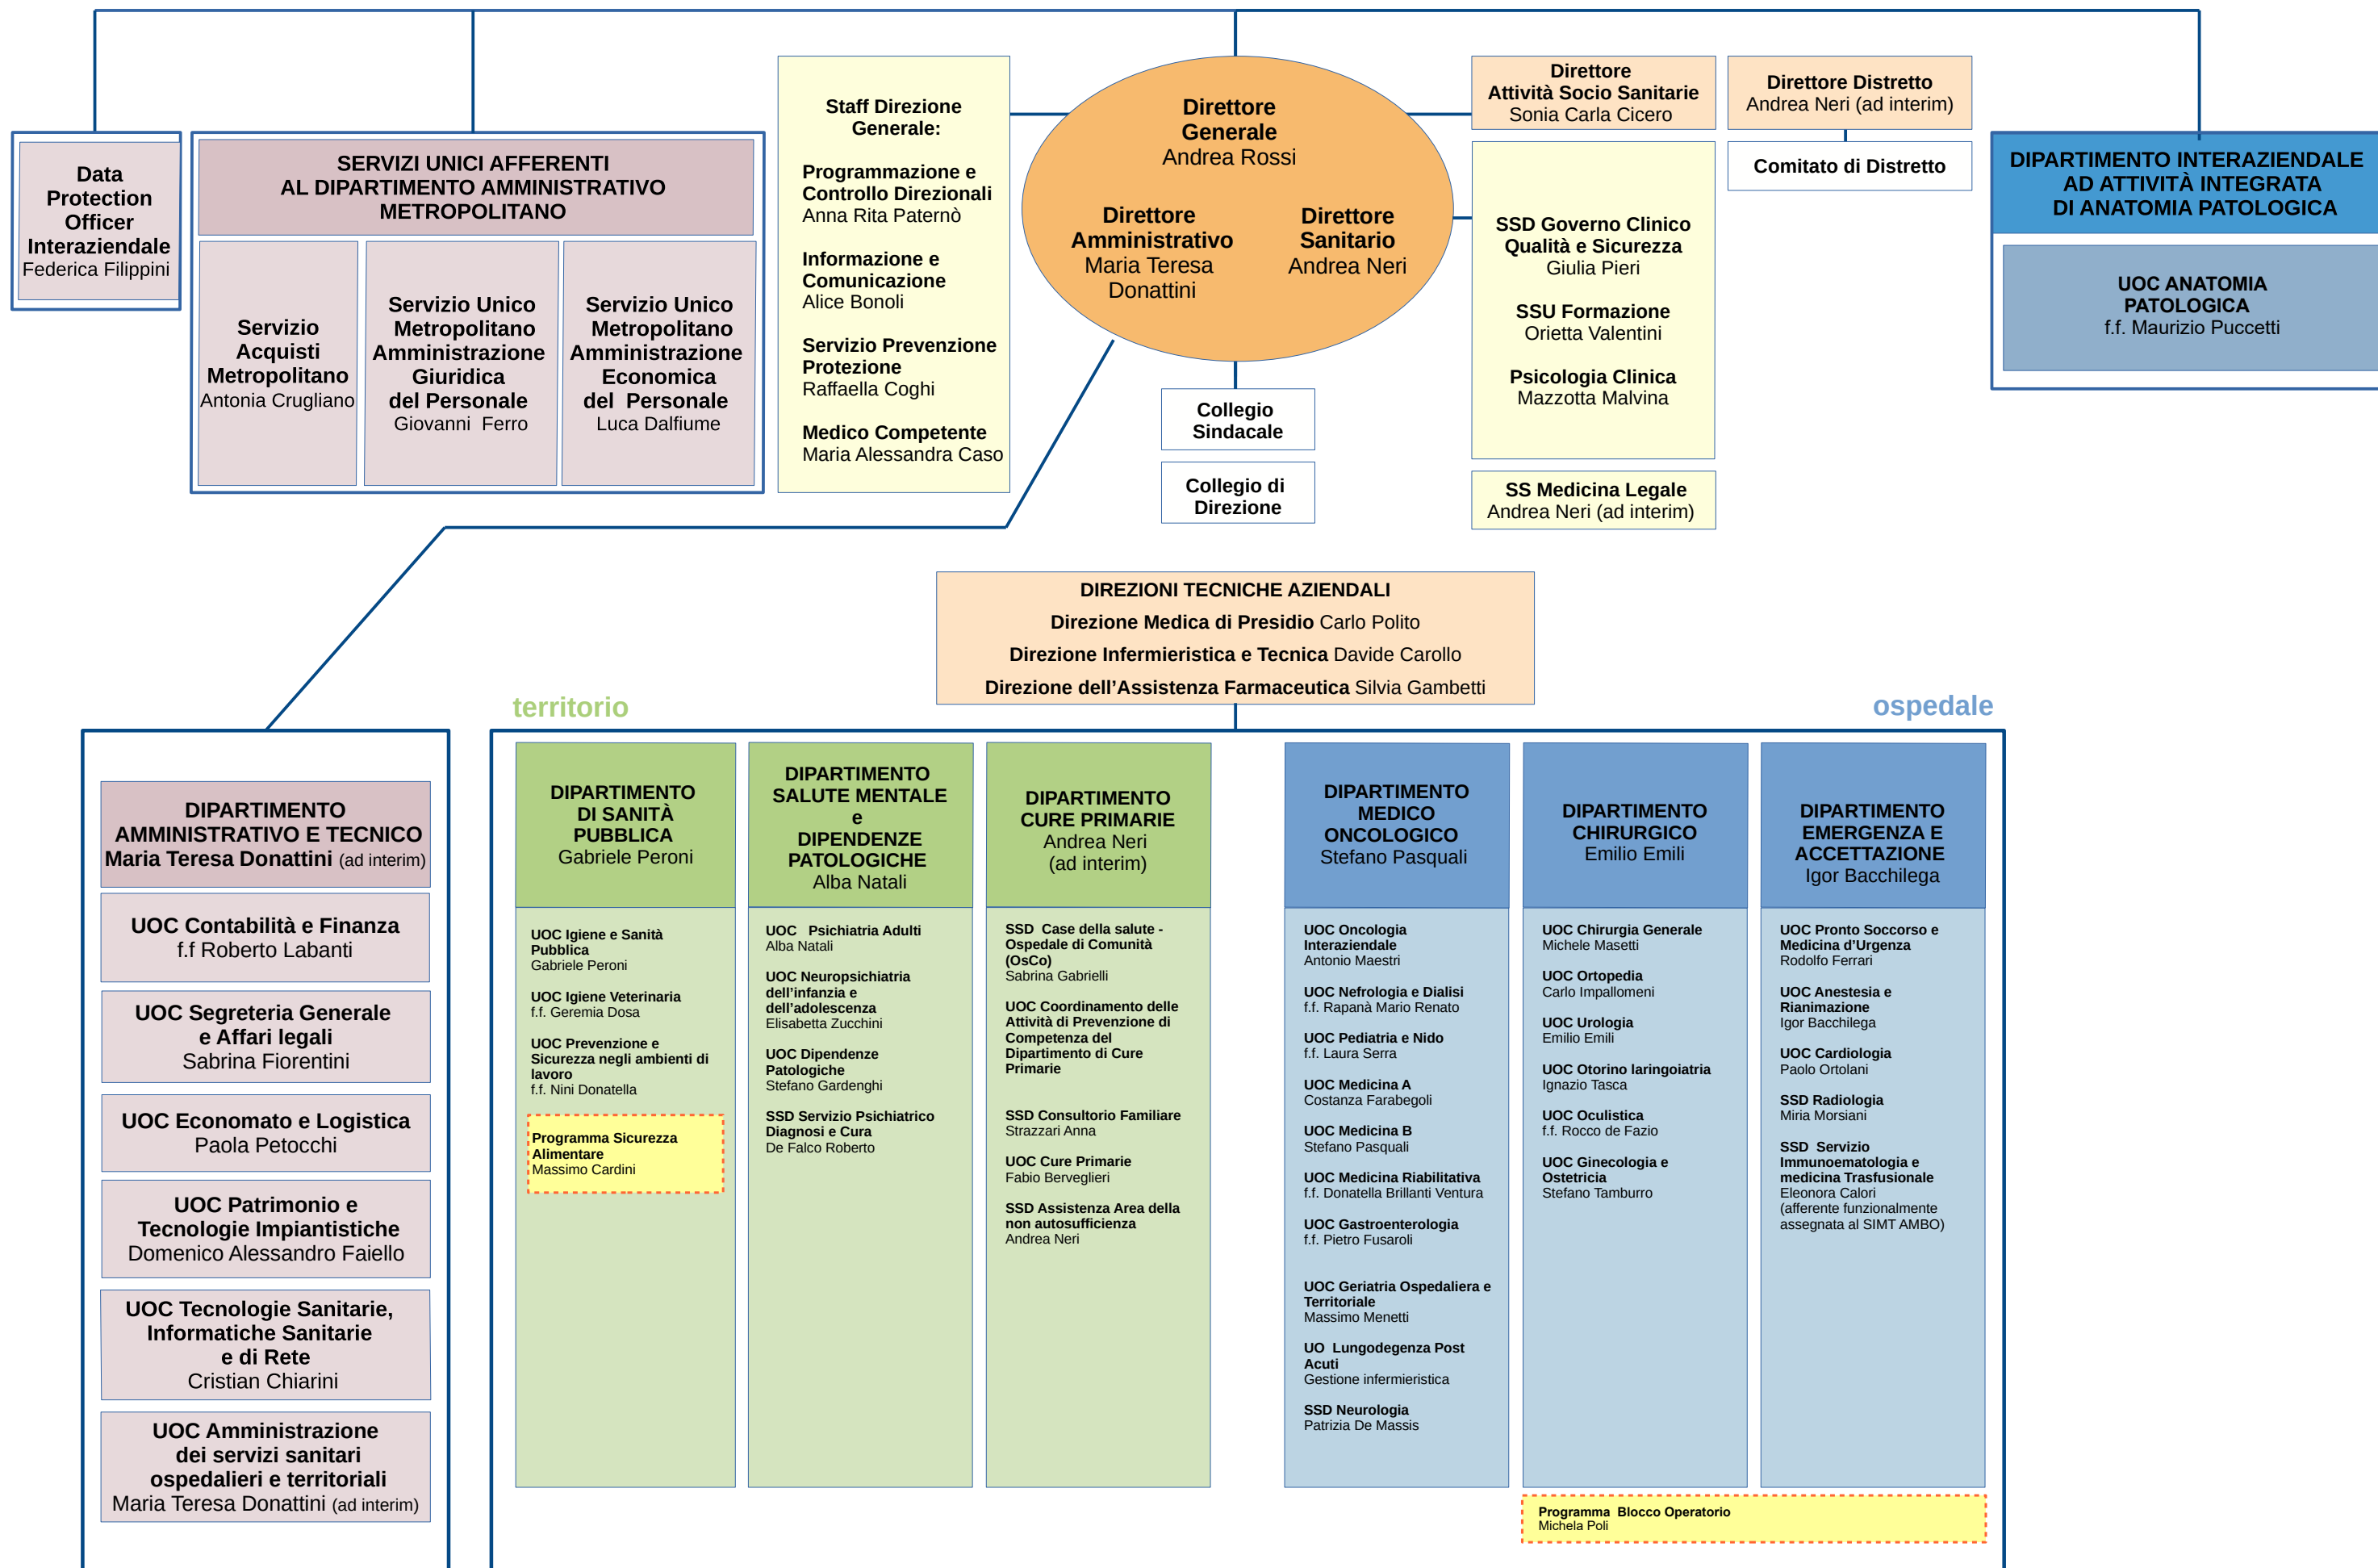 Data
Protection
Officer
Interaziendale
Federica Filippini
SERVIZI UNICI AFFERENTI
AL DIPARTIMENTO AMMINISTRATIVO
METROPOLITANO
Servizio
Acquisti
Metropolitano
Antonia Crugliano
Servizio Unico
Metropolitano
Amministrazione
Giuridica
del Personale
Giovanni Ferro
Servizio Unico
Metropolitano
Amministrazione
Economica
del Personale
Luca Dalfiume
Staff Direzione
Generale:
Programmazione e
Controllo Direzionali
Anna Rita Paternò
Informazione e
Comunicazione
Alice Bonoli
Servizio Prevenzione
Protezione
Raffaella Coghi
Medico Competente
Maria Alessandra Caso
Direttore
Generale
Andrea Rossi
Direttore
Amministrativo
Maria Teresa
Donattini
Direttore
Sanitario
Andrea Neri
Collegio
Sindacale
Collegio di
Direzione
Direttore
Attività Socio Sanitarie
Sonia Carla Cicero
SSD Governo Clinico
Qualità e Sicurezza
Giulia Pieri
SSU Formazione
Orietta Valentini
Psicologia Clinica
Mazzotta Malvina
SS Medicina Legale
Andrea Neri (ad interim)
Direttore Distretto
Andrea Neri (ad interim)
Comitato di Distretto
DIPARTIMENTO INTERAZIENDALE
AD ATTIVITÀ INTEGRATA
DI ANATOMIA PATOLOGICA
UOC ANATOMIA
PATOLOGICA
f.f. Maurizio Puccetti
DIREZIONI TECNICHE AZIENDALI
Direzione Medica di Presidio Carlo Polito
Direzione Infermieristica e Tecnica Davide Carollo
Direzione dell’Assistenza Farmaceutica Silvia Gambetti
territorio
ospedale
DIPARTIMENTO
AMMINISTRATIVO E TECNICO
Maria Teresa Donattini (ad interim)
UOC Contabilità e Finanza
f.f Roberto Labanti
UOC Segreteria Generale
e Affari legali
Sabrina Fiorentini
UOC Economato e Logistica
Paola Petocchi
UOC Patrimonio e
Tecnologie Impiantistiche
Domenico Alessandro Faiello
UOC Tecnologie Sanitarie,
Informatiche Sanitarie
e di Rete
Cristian Chiarini
UOC Amministrazione
dei servizi sanitari
ospedalieri e territoriali
Maria Teresa Donattini (ad interim)
DIPARTIMENTO
DI SANITÀ
PUBBLICA
Gabriele Peroni
UOC Igiene e Sanità
Pubblica
Gabriele Peroni
UOC Igiene Veterinaria
f.f. Geremia Dosa
UOC Prevenzione e
Sicurezza negli ambienti di
lavoro
f.f. Nini Donatella
Programma Sicurezza
Alimentare
Massimo Cardini
DIPARTIMENTO
SALUTE MENTALE
e
DIPENDENZE
PATOLOGICHE
Alba Natali
UOC Psichiatria Adulti
Alba Natali
UOC Neuropsichiatria
dell’infanzia e
dell’adolescenza
Elisabetta Zucchini
UOC Dipendenze
Patologiche
Stefano Gardenghi
SSD Servizio Psichiatrico
Diagnosi e Cura
De Falco Roberto
DIPARTIMENTO
CURE PRIMARIE
Andrea Neri
(ad interim)
SSD Case della salute -
Ospedale di Comunità
(OsCo)
Sabrina Gabrielli
UOC Coordinamento delle
Attività di Prevenzione di
Competenza del
Dipartimento di Cure
Primarie
SSD Consultorio Familiare
Strazzari Anna
UOC Cure Primarie
Fabio Berveglieri
SSD Assistenza Area della
non autosufficienza
Andrea Neri
DIPARTIMENTO
MEDICO
ONCOLOGICO
Stefano Pasquali
UOC Oncologia
Interaziendale
Antonio Maestri
UOC Nefrologia e Dialisi
f.f. Rapanà Mario Renato
UOC Pediatria e Nido
f.f. Laura Serra
UOC Medicina A
Costanza Farabegoli
UOC Medicina B
Stefano Pasquali
UOC Medicina Riabilitativa
f.f. Donatella Brillanti Ventura
UOC Gastroenterologia
f.f. Pietro Fusaroli
UOC Geriatria Ospedaliera e
Territoriale
Massimo Menetti
UO Lungodegenza Post
Acuti
Gestione infermieristica
SSD Neurologia
Patrizia De Massis
DIPARTIMENTO
CHIRURGICO
Emilio Emili
UOC Chirurgia Generale
Michele Masetti
UOC Ortopedia
Carlo Impallomeni
UOC Urologia
Emilio Emili
UOC Otorino laringoiatria
Ignazio Tasca
UOC Oculistica
f.f. Rocco de Fazio
UOC Ginecologia e
Ostetricia
Stefano Tamburro
DIPARTIMENTO
EMERGENZA E
ACCETTAZIONE
Igor Bacchilega
UOC Pronto Soccorso e
Medicina d’Urgenza
Rodolfo Ferrari
UOC Anestesia e
Rianimazione
Igor Bacchilega
UOC Cardiologia
Paolo Ortolani
SSD Radiologia
Miria Morsiani
SSD Servizio
Immunoematologia e
medicina Trasfusionale
Eleonora Calori
(afferente funzionalmente
assegnata al SIMT AMBO)
Programma Blocco Operatorio
Michela Poli